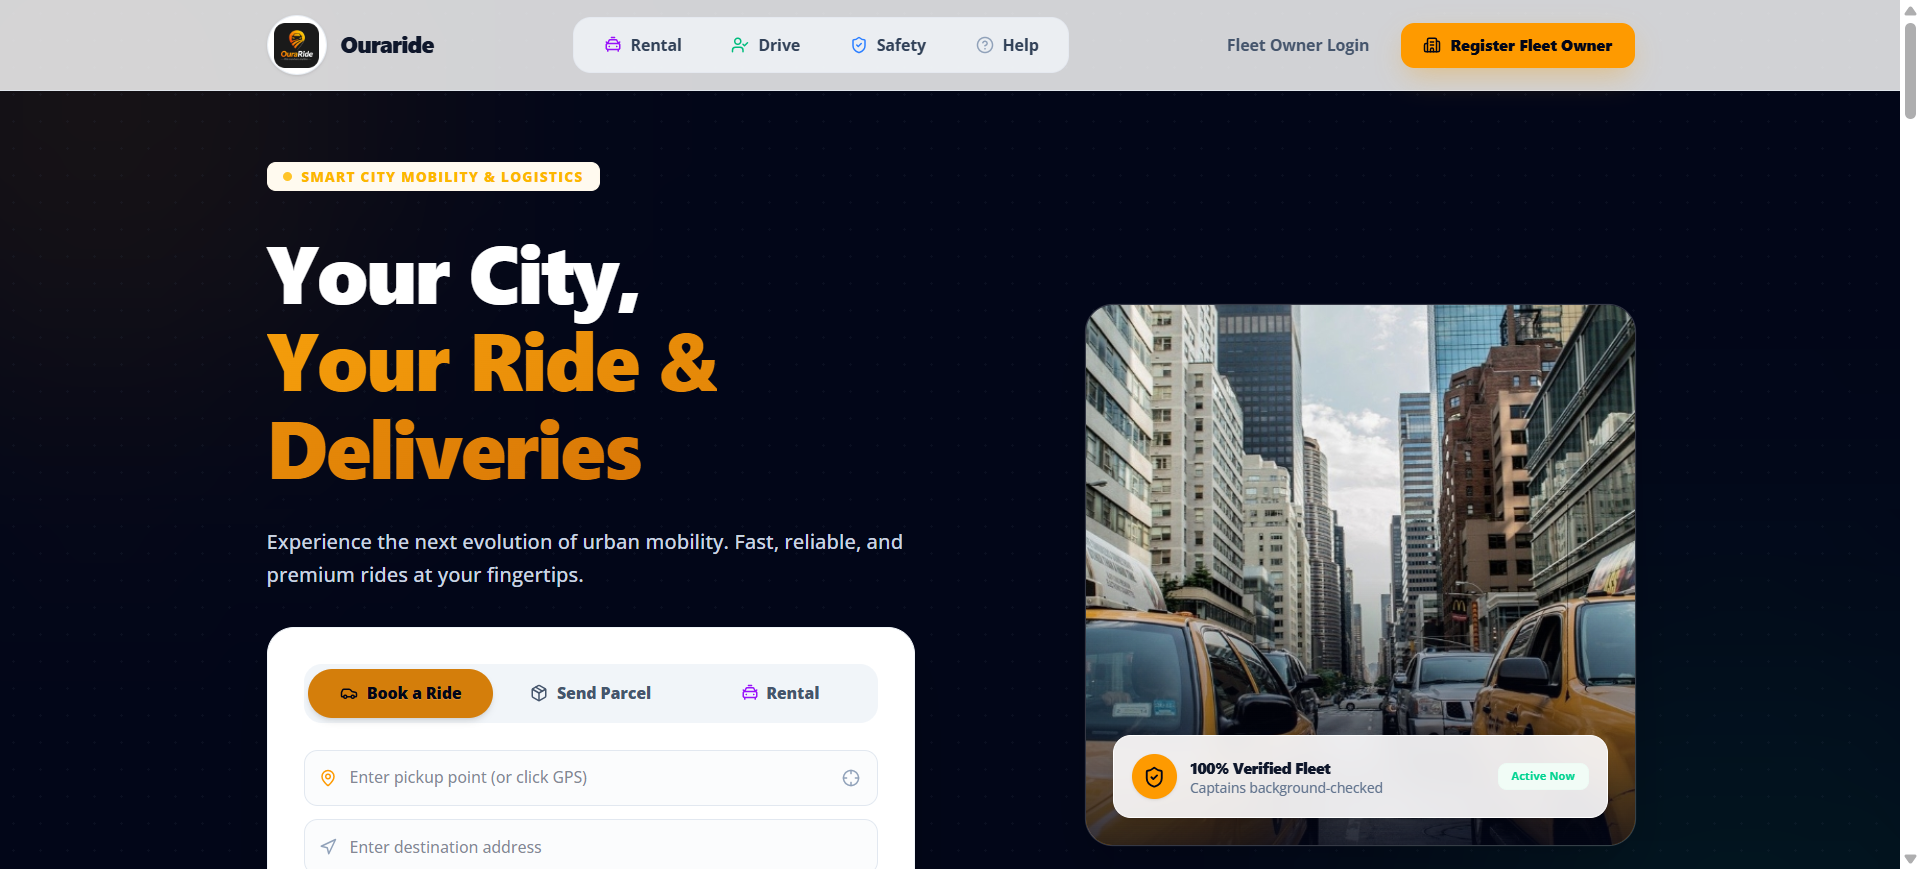 OuraRide
Ouraride
Rental
Drive
Safety
Help
Fleet Owner Login
Register Fleet Owner
SMART CITY MOBILITY & LOGISTICS
Your City,
Your Ride &
Deliveries
Experience the next evolution of urban mobility. Fast, reliable, and
premium rides at your fingertips.
Book a Ride
Send Parcel
Rental
Enter pickup point (or click GPS)
Enter destination address
100% Verified Fleet
Captains background-checked
Active Now